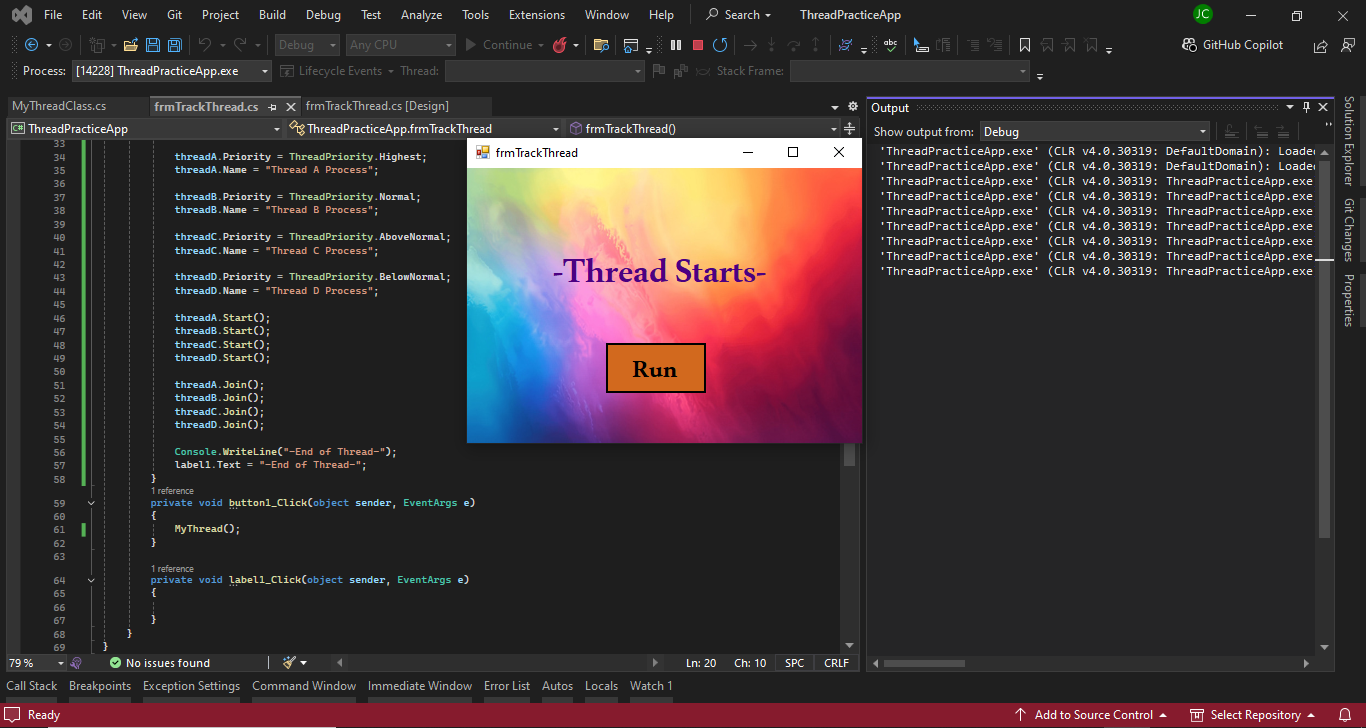 File Edit View Git Project Build Debug Test Analyze Tools Extensions Window Help Search ThreadPracticeApp JC
Debug Any CPU Continue GitHub Copilot
Process: [14228] ThreadPracticeApp.exe Lifecycle Events Thread: Stack Frame:
MyThreadClass.cs frmTrackThread.cs frmTrackThread.cs [Design]
ThreadPracticeApp ThreadPracticeApp.frmTrackThread frmTrackThread()
33
34 threadA.Priority = ThreadPriority.Highest;
35 threadA.Name = "Thread A Process";
36
37 threadB.Priority = ThreadPriority.Normal;
38 threadB.Name = "Thread B Process";
39
40 threadC.Priority = ThreadPriority.AboveNormal;
41 threadC.Name = "Thread C Process";
42
43 threadD.Priority = ThreadPriority.BelowNormal;
44 threadD.Name = "Thread D Process";
45
46 threadA.Start();
47 threadB.Start();
48 threadC.Start();
49 threadD.Start();
50
51 threadA.Join();
52 threadB.Join();
53 threadC.Join();
54 threadD.Join();
55
56 Console.WriteLine("-End of Thread-");
57 label1.Text = "-End of Thread-";
58 }
1 reference
59 private void button1_Click(object sender, EventArgs e)
60 {
61 MyThread();
62 }
63
1 reference
64 private void label1_Click(object sender, EventArgs e)
65 {
66
67 }
68 }
69 }
frmTrackThread
-Thread Starts-
Run
Output
Show output from: Debug
'ThreadPracticeApp.exe' (CLR v4.0.30319: DefaultDomain): Loaded
'ThreadPracticeApp.exe' (CLR v4.0.30319: DefaultDomain): Loaded
'ThreadPracticeApp.exe' (CLR v4.0.30319: ThreadPracticeApp.exe
'ThreadPracticeApp.exe' (CLR v4.0.30319: ThreadPracticeApp.exe
'ThreadPracticeApp.exe' (CLR v4.0.30319: ThreadPracticeApp.exe
'ThreadPracticeApp.exe' (CLR v4.0.30319: ThreadPracticeApp.exe
'ThreadPracticeApp.exe' (CLR v4.0.30319: ThreadPracticeApp.exe
'ThreadPracticeApp.exe' (CLR v4.0.30319: ThreadPracticeApp.exe
'ThreadPracticeApp.exe' (CLR v4.0.30319: ThreadPracticeApp.exe
Solution Explorer
Git Changes
Properties
79 % No issues found Ln: 20 Ch: 10 SPC CRLF
Call Stack Breakpoints Exception Settings Command Window Immediate Window Error List Autos Locals Watch 1
Ready Add to Source Control Select Repository